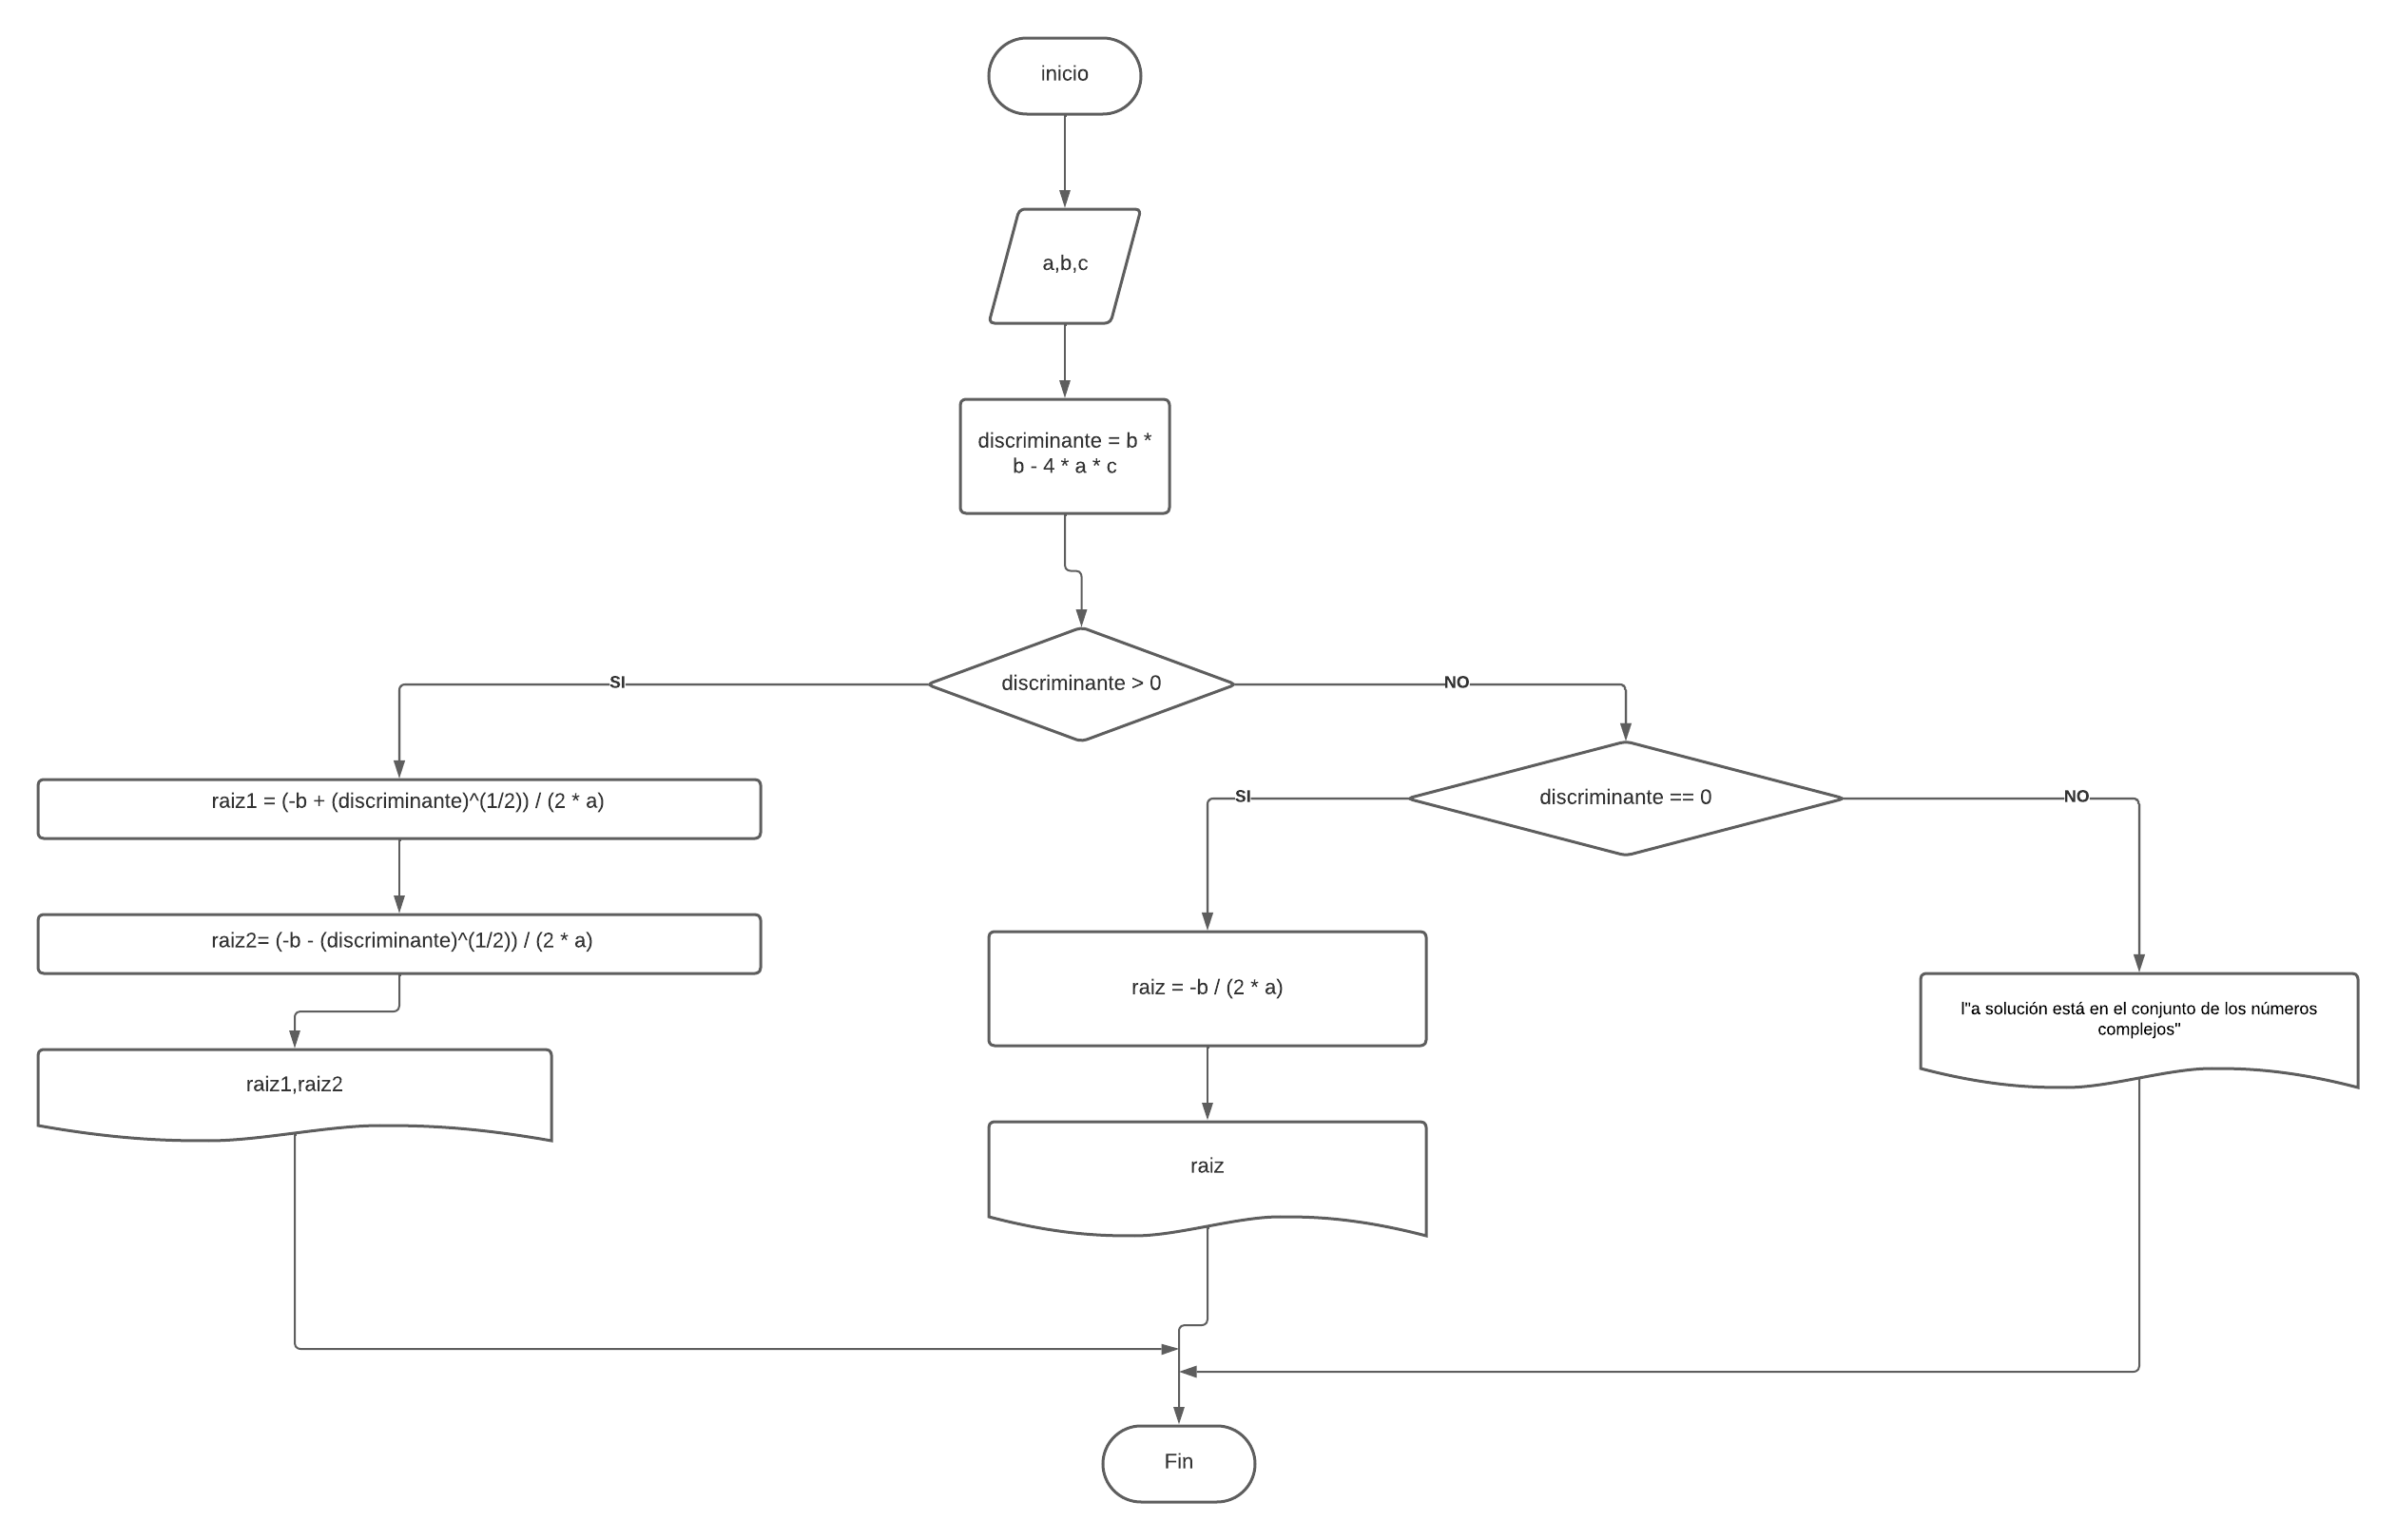 inicio
a,b,c
discriminante = b *
b - 4 * a * c
discriminante > 0
SI
NO
raiz1 = (-b + (discriminante)^(1/2)) / (2 * a)
raiz2= (-b - (discriminante)^(1/2)) / (2 * a)
raiz1,raiz2
discriminante == 0
SI
NO
raiz = -b / (2 * a)
raiz
l"a solución está en el conjunto de los números
complejos"
Fin